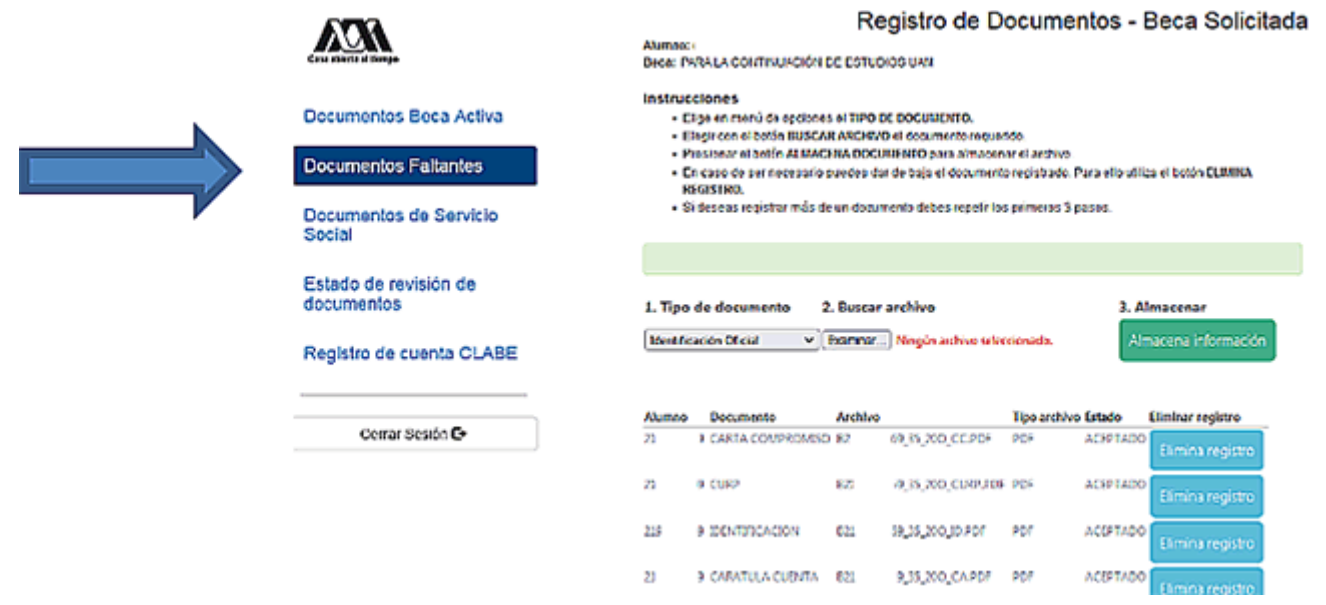 Registro de Documentos - Beca Solicitada
Casa abierta al tiempo
Alumno:
Beca: PARA LA CONTINUACIÓN DE ESTUDIOS UAM
Instrucciones
• Elige en menú de opciones el TIPO DE DOCUMENTO.
• Elegir con el botón BUSCAR ARCHIVO el documento requerido.
• Presionar el botón ALMACENA DOCUMENTO para almacenar el archivo
• En caso de ser necesario puedes dar de baja el documento registrado. Para ello utiliza el botón ELIMINA
REGISTRO.
• Si deseas registrar más de un documento debes repetir los primeros 3 pasos.
Documentos Beca Activa
Documentos Faltantes
Documentos de Servicio
Social
Estado de revisión de
documentos
Registro de cuenta CLABE
Cerrar Sesión
1. Tipo de documento 2. Buscar archivo 3. Almacenar
Identificación Oficial Examinar... Ningún archivo seleccionado. Almacena información
Alumno Documento Archivo Tipo archivo Estado Eliminar registro
21 CARTA COMPROMISO PDF ACEPTADO Elimina registro
21 CURP PDF ACEPTADO Elimina registro
IDENTIFICACION PDF ACEPTADO Elimina registro
21 CARATULA CUENTA PDF ACEPTADO Elimina registro